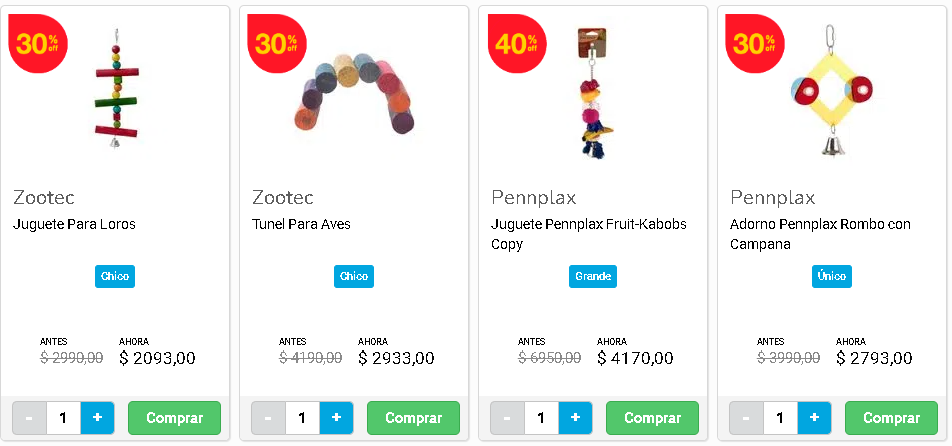 30% off
Zootec
Juguete Para Loros
Chico
ANTES AHORA
$ 2990,00 $ 2093,00
- 1 + Comprar
30% off
Zootec
Tunel Para Aves
Chico
ANTES AHORA
$ 4190,00 $ 2933,00
- 1 + Comprar
40% off
Pennplax
Juguete Pennplax Fruit-Kabobs
Copy
Grande
ANTES AHORA
$ 6950,00 $ 4170,00
- 1 + Comprar
30% off
Pennplax
Adorno Pennplax Rombo con
Campana
Único
ANTES AHORA
$ 3990,00 $ 2793,00
- 1 + Comprar